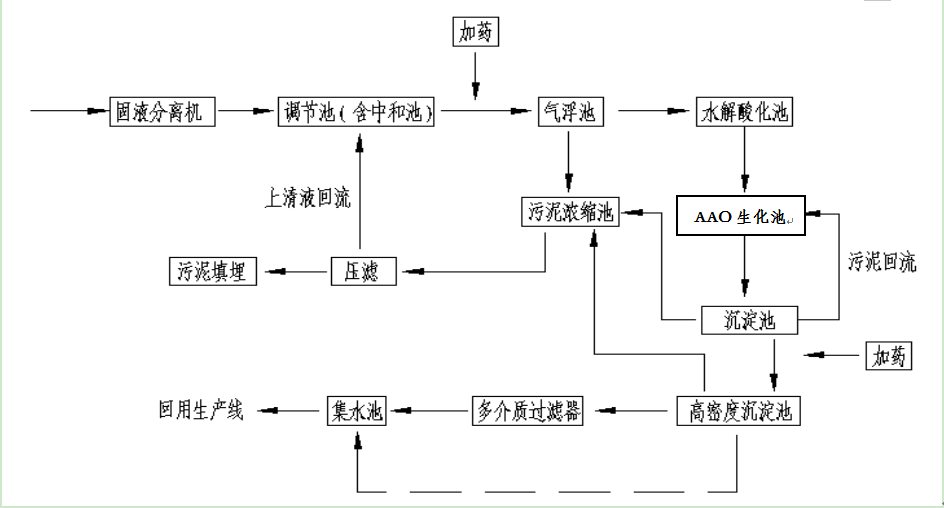 加药
固液分离机
调节池(含中和池)
气浮池
水解酸化池
上清液回流
污泥浓缩池
AAO生化池
污泥回流
污泥填埋
压滤
沉淀池
加药
回用生产线
集水池
多介质过滤器
高密度沉淀池